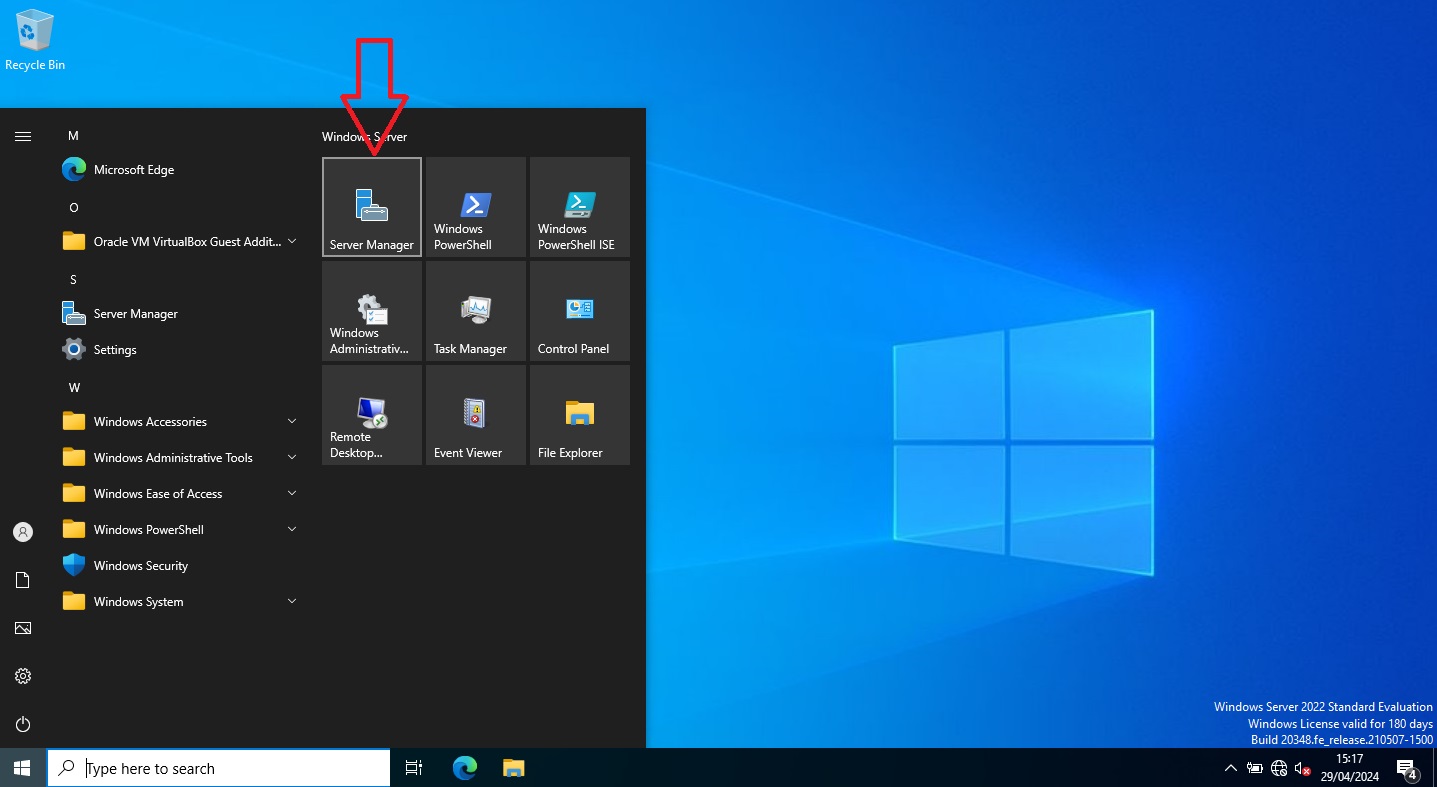 Recycle Bin
M
Microsoft Edge
O
Oracle VM VirtualBox Guest Addit...
S
Server Manager
Settings
W
Windows Accessories
Windows Administrative Tools
Windows Ease of Access
Windows PowerShell
Windows Security
Windows System
Windows Server
Server Manager
Windows
PowerShell
Windows
PowerShell ISE
Windows
Administrativ...
Task Manager
Control Panel
Remote
Desktop...
Event Viewer
File Explorer
Windows Server 2022 Standard Evaluation
Windows License valid for 180 days
Build 20348.fe_release.210507-1500
Type here to search
15:17
29/04/2024
4